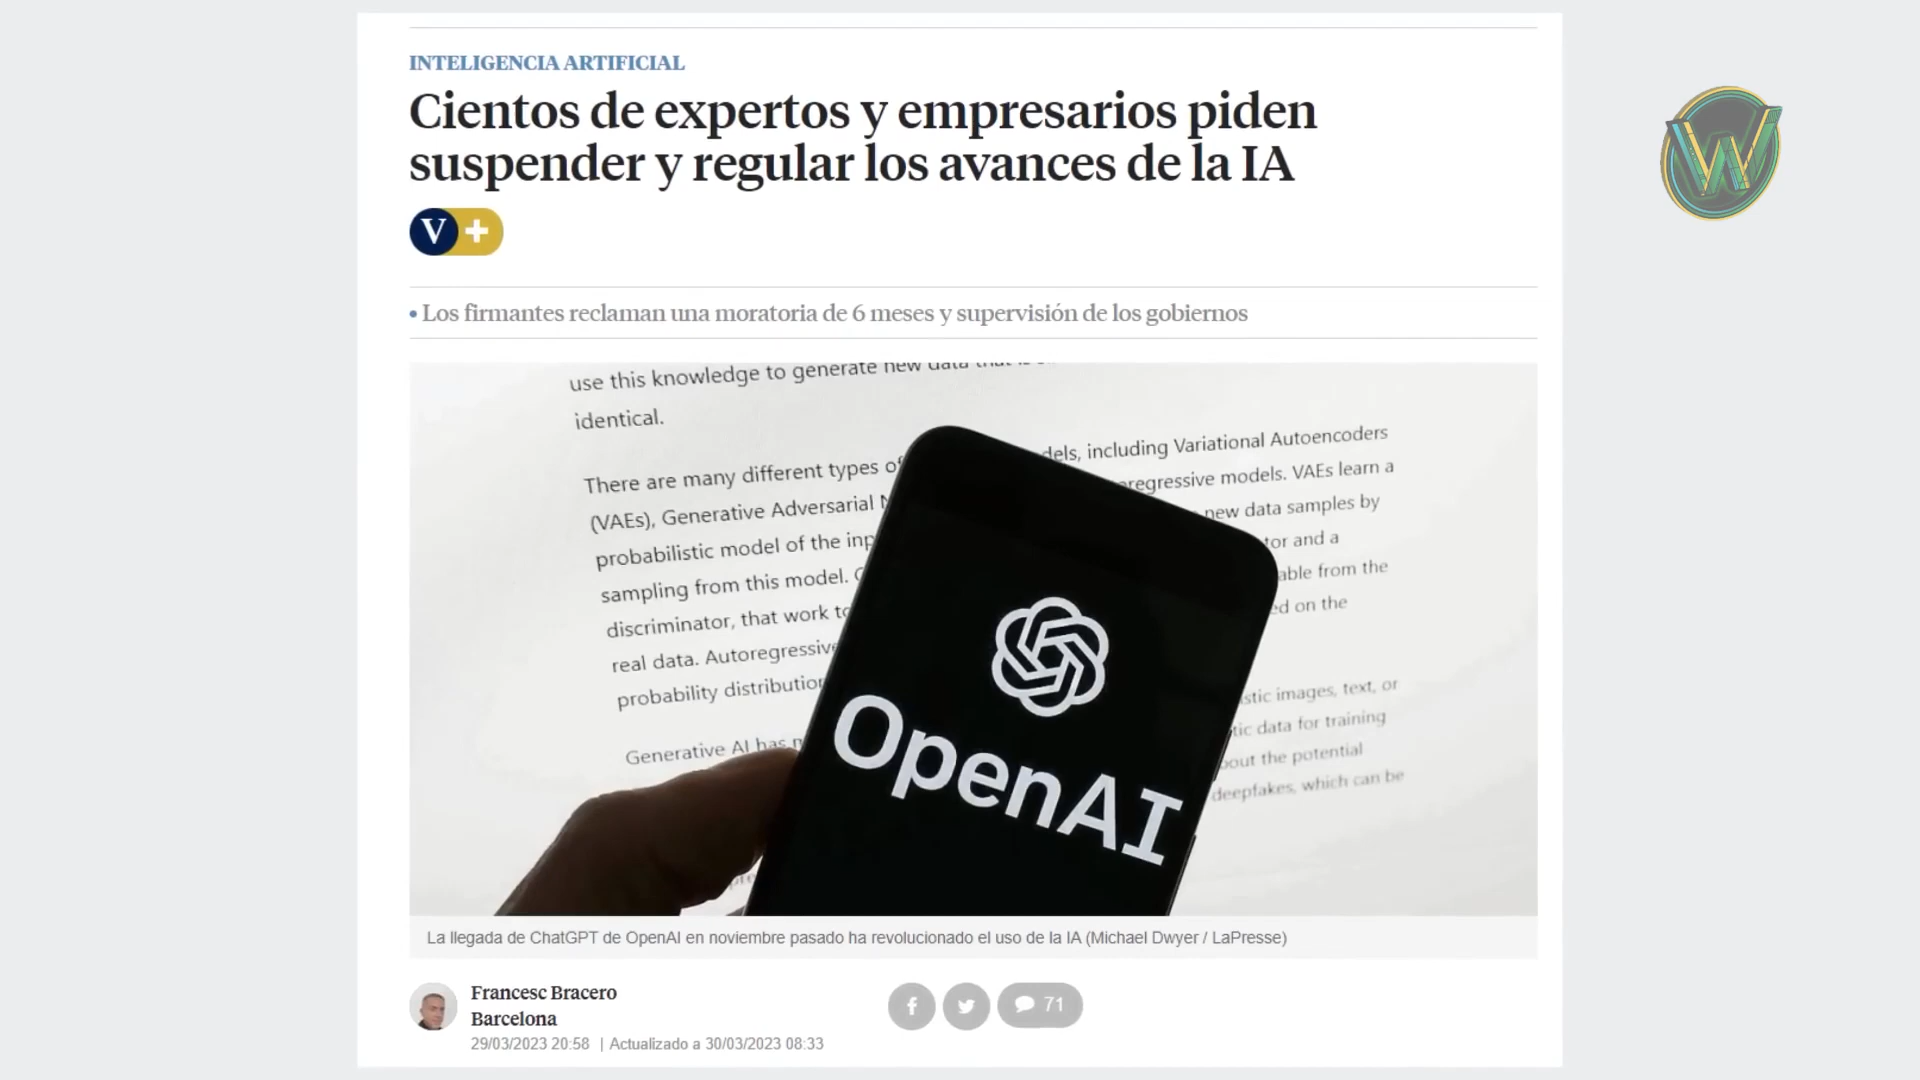 INTELIGENCIA ARTIFICIAL
Cientos de expertos y empresarios piden
suspender y regular los avances de la IA
V +
• Los firmantes reclaman una moratoria de 6 meses y supervisión de los gobiernos
use this knowledge to generate new data that
identical.
There are many different types of dels, including Variational Autoencoders
(VAEs), Generative Adversarial oregressive models. VAEs learn a
probabilistic model of the inp new data samples by
sampling from this model. tor and a
discriminator, that work to able from the
real data. Autoregressive ed on the
probability distribution
stic images, text, or
Generative AI has tic data for training
bout the potential
deepfakes, which can be
OpenAI
La llegada de ChatGPT de OpenAI en noviembre pasado ha revolucionado el uso de la IA (Michael Dwyer / LaPresse)
Francesc Bracero
Barcelona
29/03/2023 20:58 | Actualizado a 30/03/2023 08:33
71
W